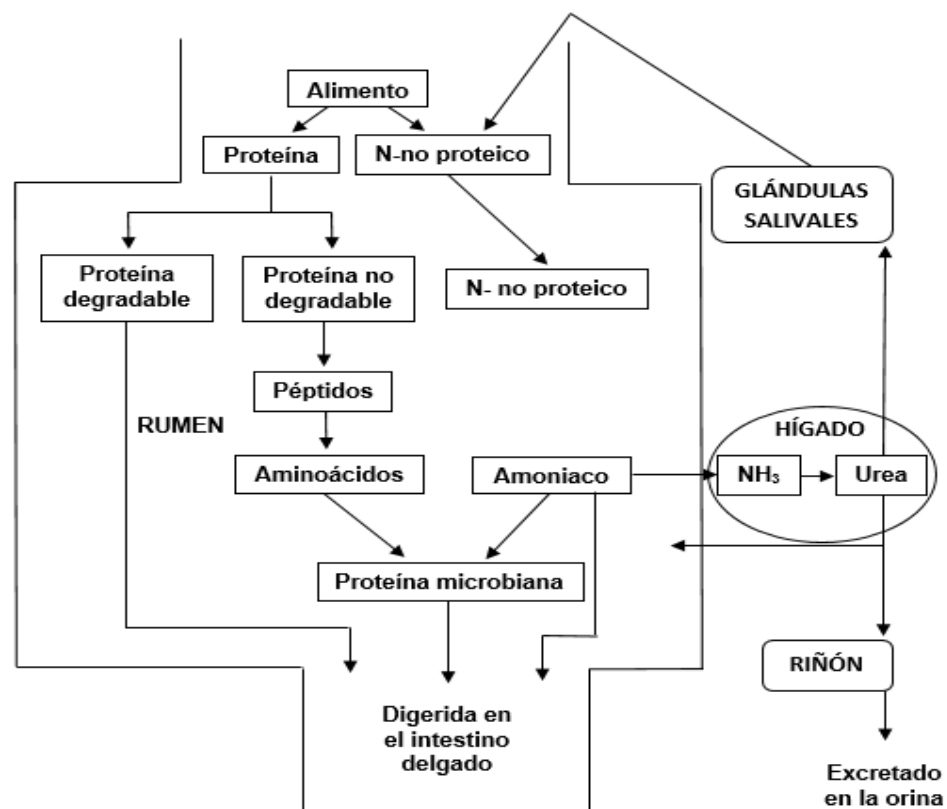 Alimento
Proteína
N-no proteico
GLÁNDULAS
SALIVALES
Proteína
degradable
Proteína no
degradable
N- no proteico
Péptidos
RUMEN
HÍGADO
Aminoácidos
Amoniaco
NH₃
Urea
Proteína microbiana
RIÑÓN
Digerida en
el intestino
delgado
Excretado
en la orina